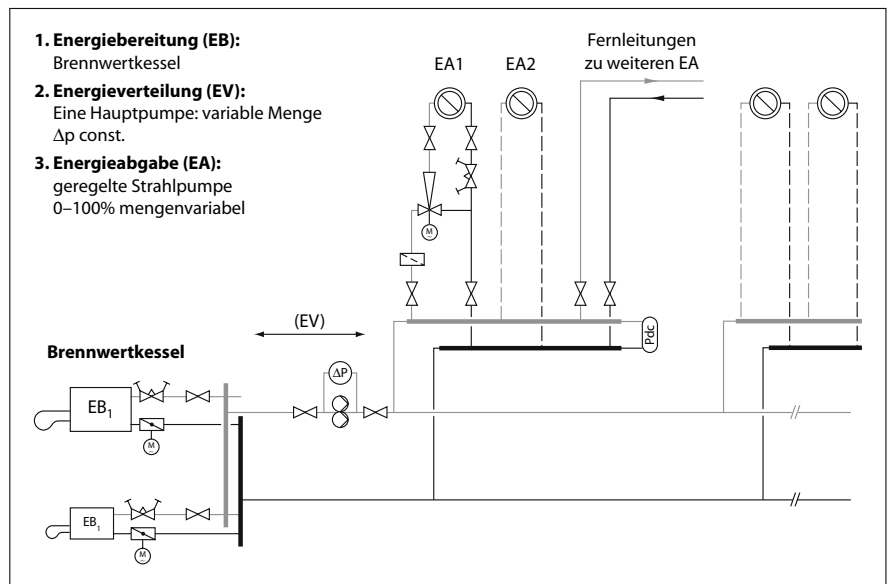 1. Energiebereitung (EB):
Brennwertkessel
2. Energieverteilung (EV):
Eine Hauptpumpe: variable Menge
Δp const.
3. Energieabgabe (EA):
geregelte Strahlpumpe
0–100% mengenvariabel
EA1
EA2
Fernleitungen
zu weiteren EA
M
~
(EV)
Pdc
Brennwertkessel
ΔP
EB1
M
~
EB1
M
~